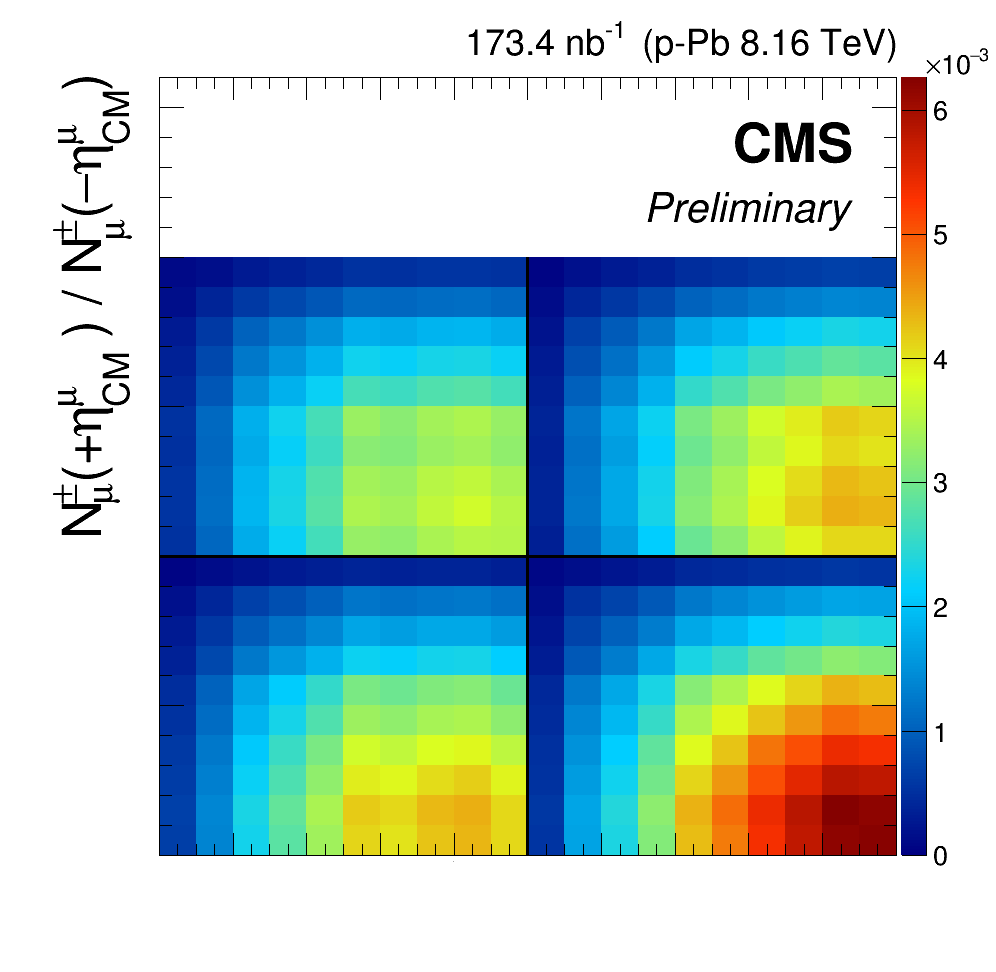 173.4 nb⁻¹ (p-Pb 8.16 TeV)
×10⁻³
CMS
Preliminary
N^±_μ(+η^μ_CM) / N^±_μ(−η^μ_CM)
6
5
4
3
2
1
0